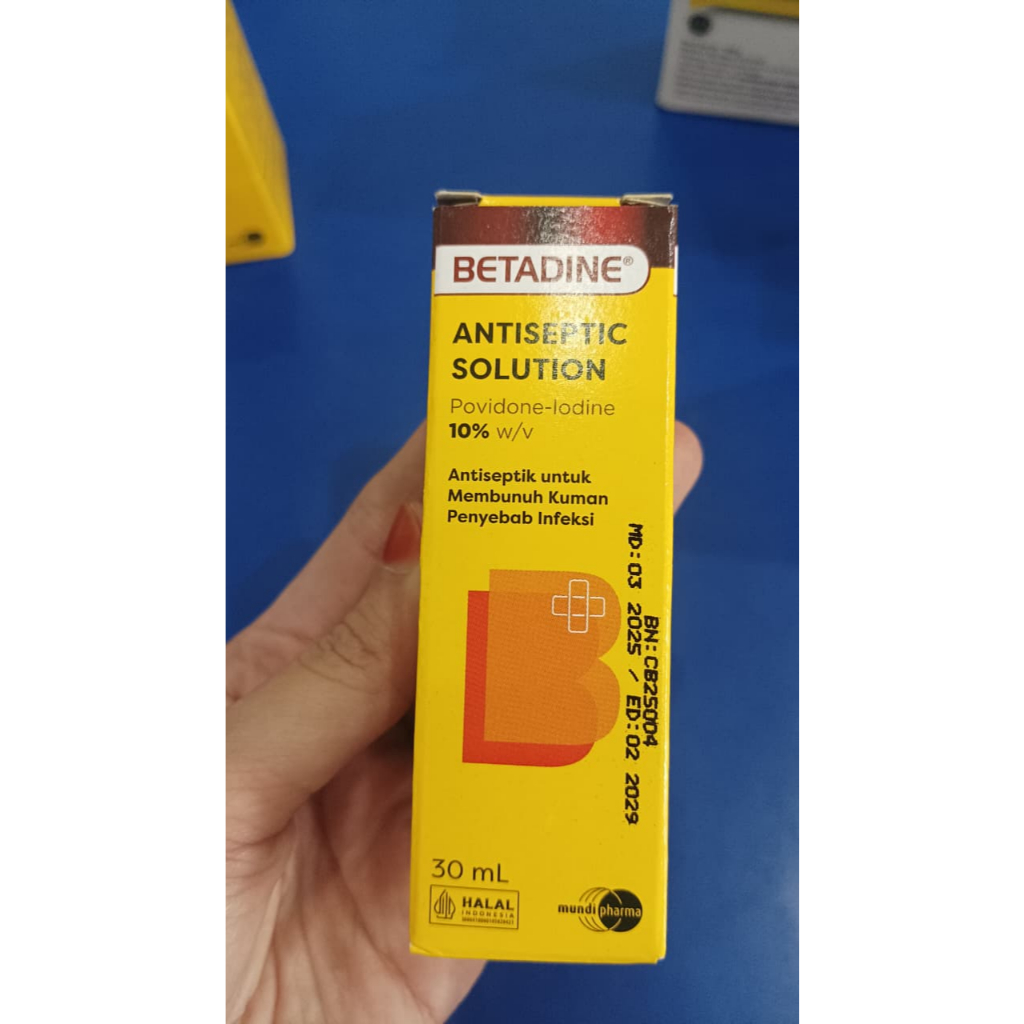 BETADINE®
ANTISEPTIC
SOLUTION
Povidone-Iodine
10% w/v
Antiseptik untuk
Membunuh Kuman
Penyebab Infeksi
BN:CB25004
MD:03 2025 / ED:02 2029
30 mL
HALAL
INDONESIA
mundipharma